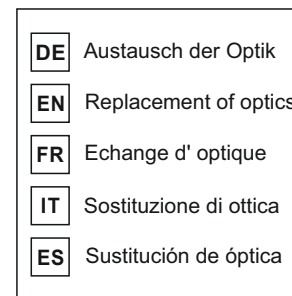 DE Austausch der Optik
EN Replacement of optics
FR Echange d' optique
IT Sostituzione di ottica
ES Sustitución de óptica